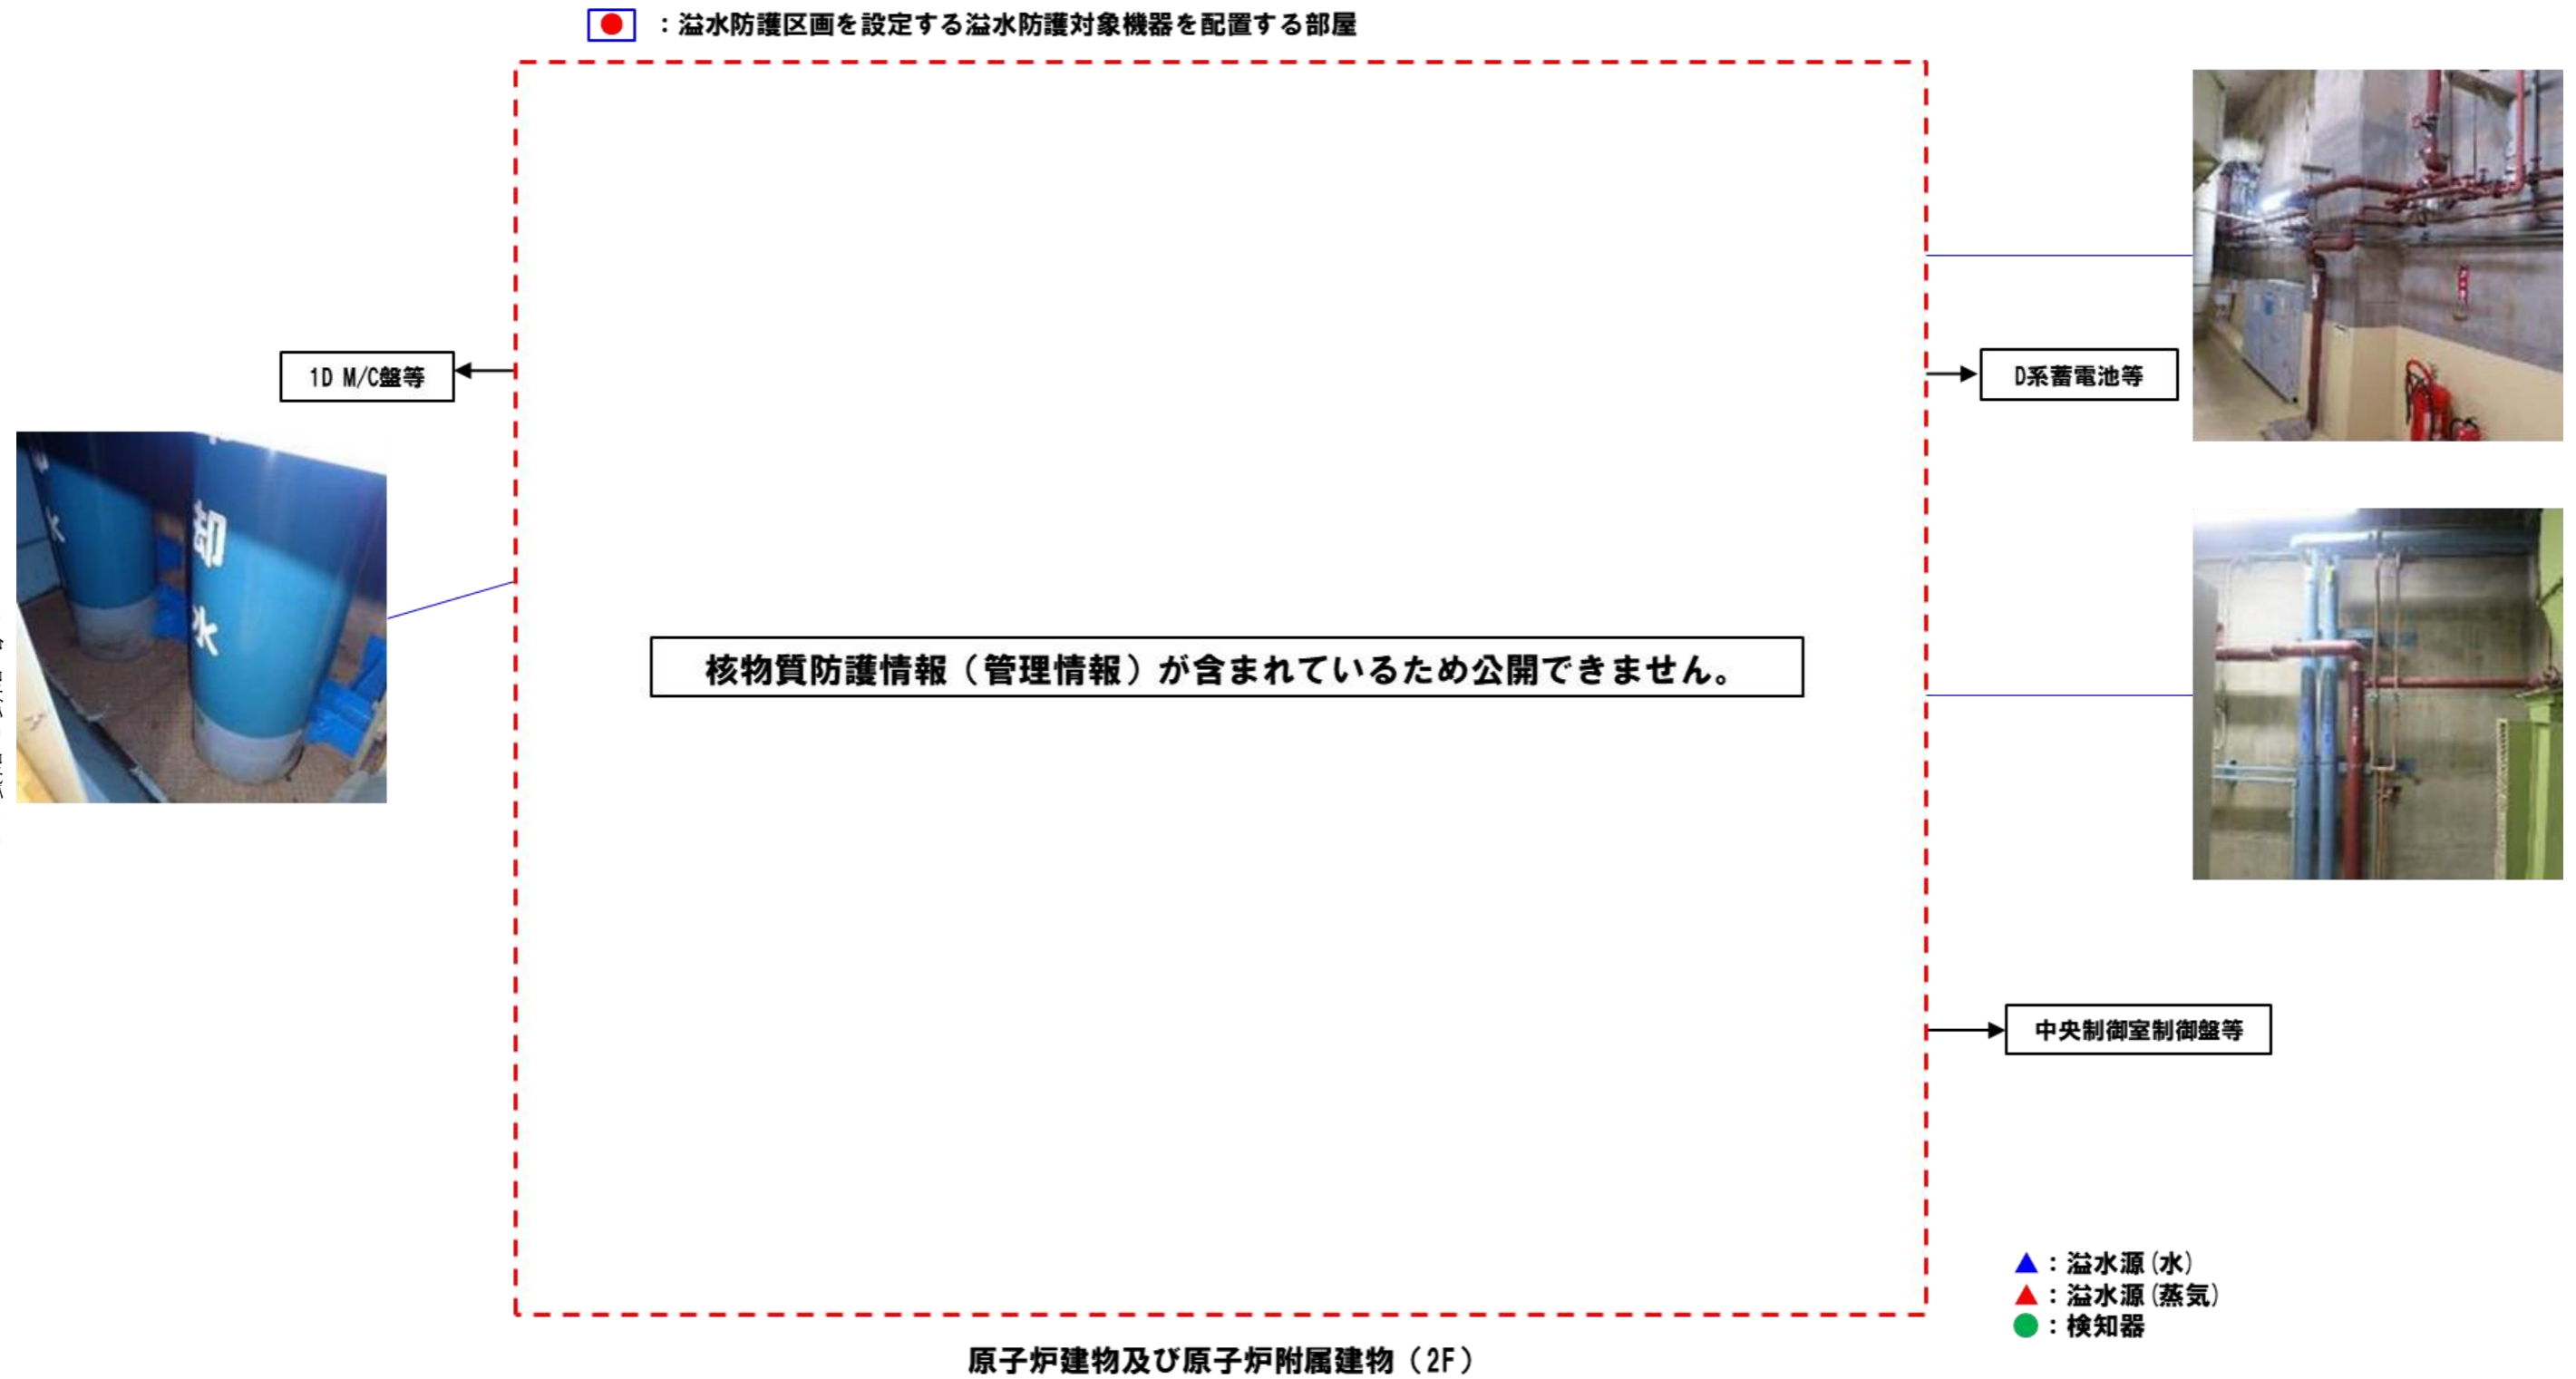 ：溢水防護区画を設定する溢水防護対象機器を配置する部屋
1D M/C盤等
D系蓄電池等
却
水
水
核物質防護情報（管理情報）が含まれているため公開できません。
中央制御室制御盤等
：溢水源(水)
：溢水源(蒸気)
：検知器
原子炉建物及び原子炉附属建物（2F）